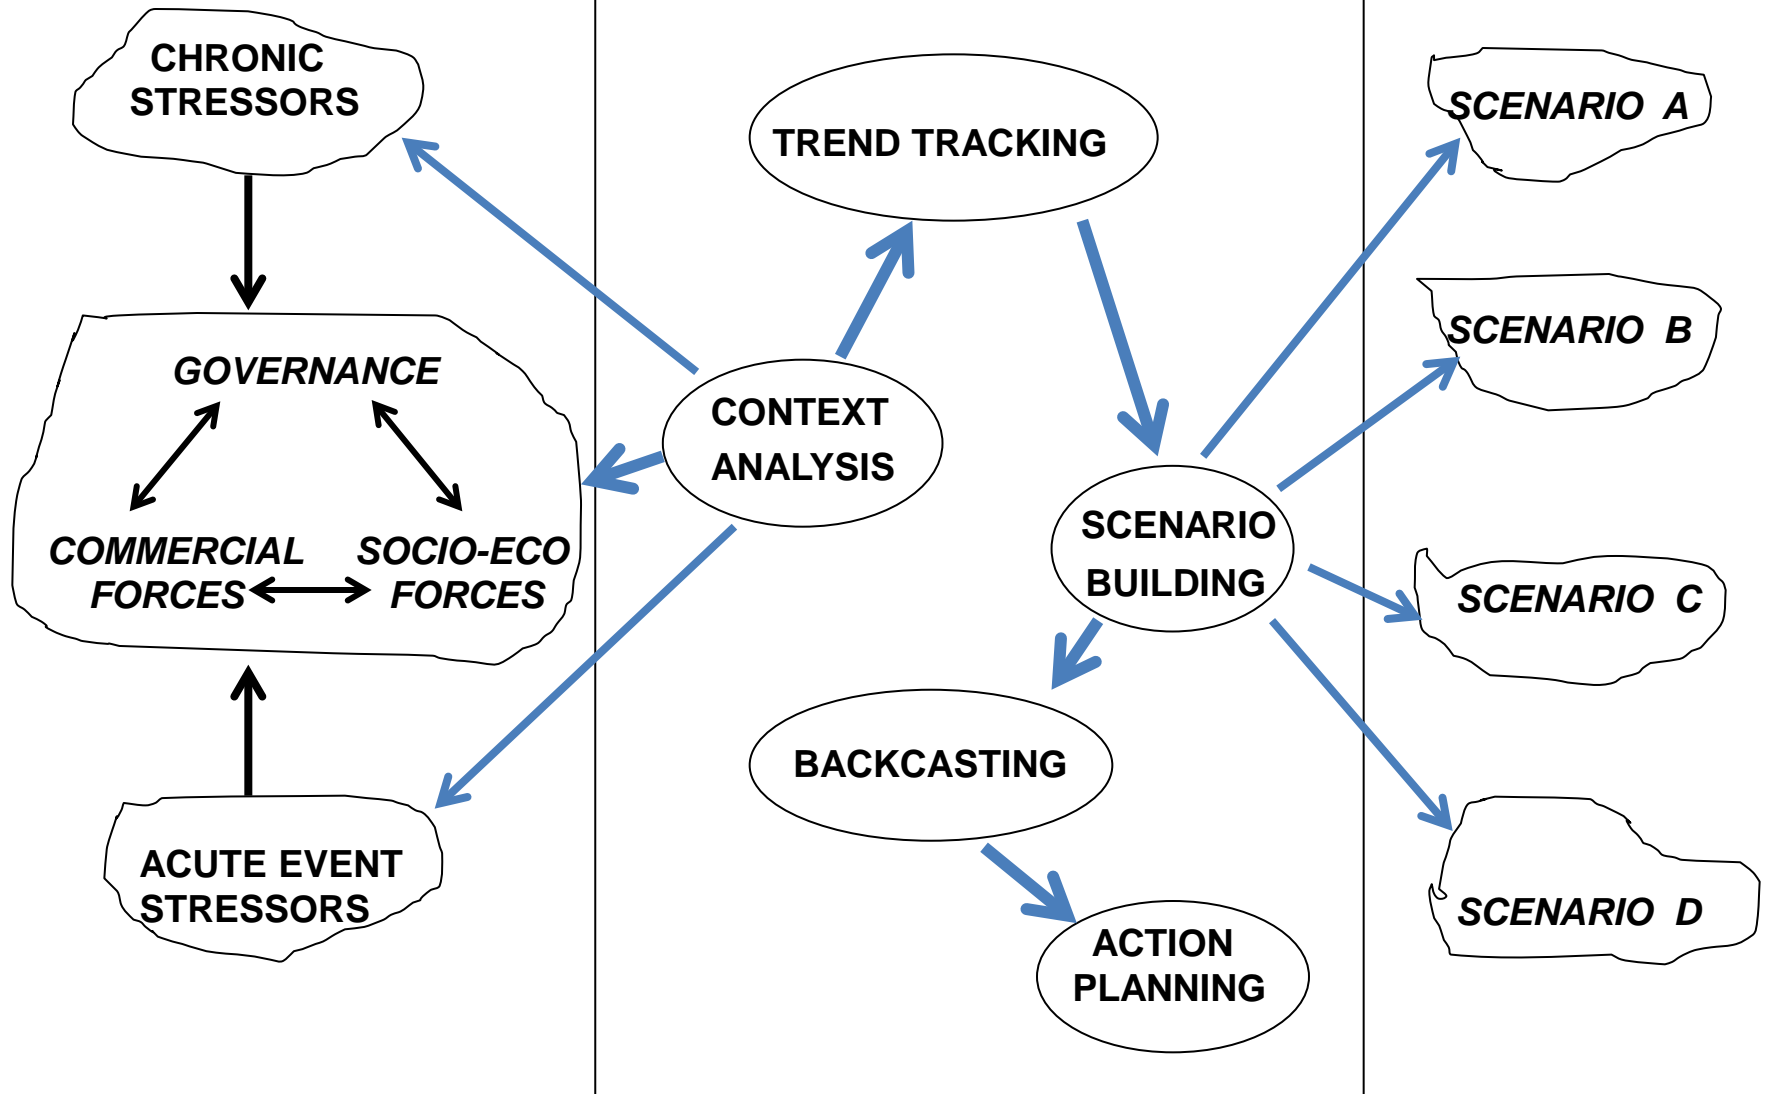 CHRONIC
STRESSORS
GOVERNANCE
COMMERCIAL
FORCES
SOCIO-ECO
FORCES
ACUTE EVENT
STRESSORS
TREND TRACKING
CONTEXT
ANALYSIS
SCENARIO
BUILDING
BACKCASTING
ACTION
PLANNING
SCENARIO A
SCENARIO B
SCENARIO C
SCENARIO D